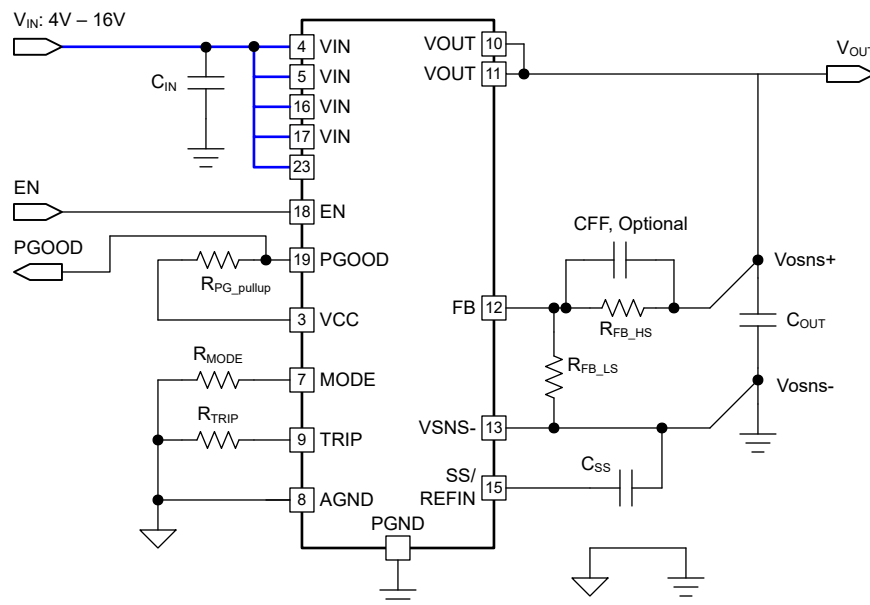 VIN: 4V – 16V
CIN
4 VIN
5 VIN
16 VIN
17 VIN
23
EN
18 EN
PGOOD
19 PGOOD
RPG_pullup
3 VCC
RMODE
7 MODE
RTRIP
9 TRIP
8 AGND
PGND
VOUT 10
VOUT 11
VOUT
CFF, Optional
Vosns+
FB 12
RFB_HS
COUT
RFB_LS
Vosns-
VSNS- 13
CSS
SS/
REFIN 15